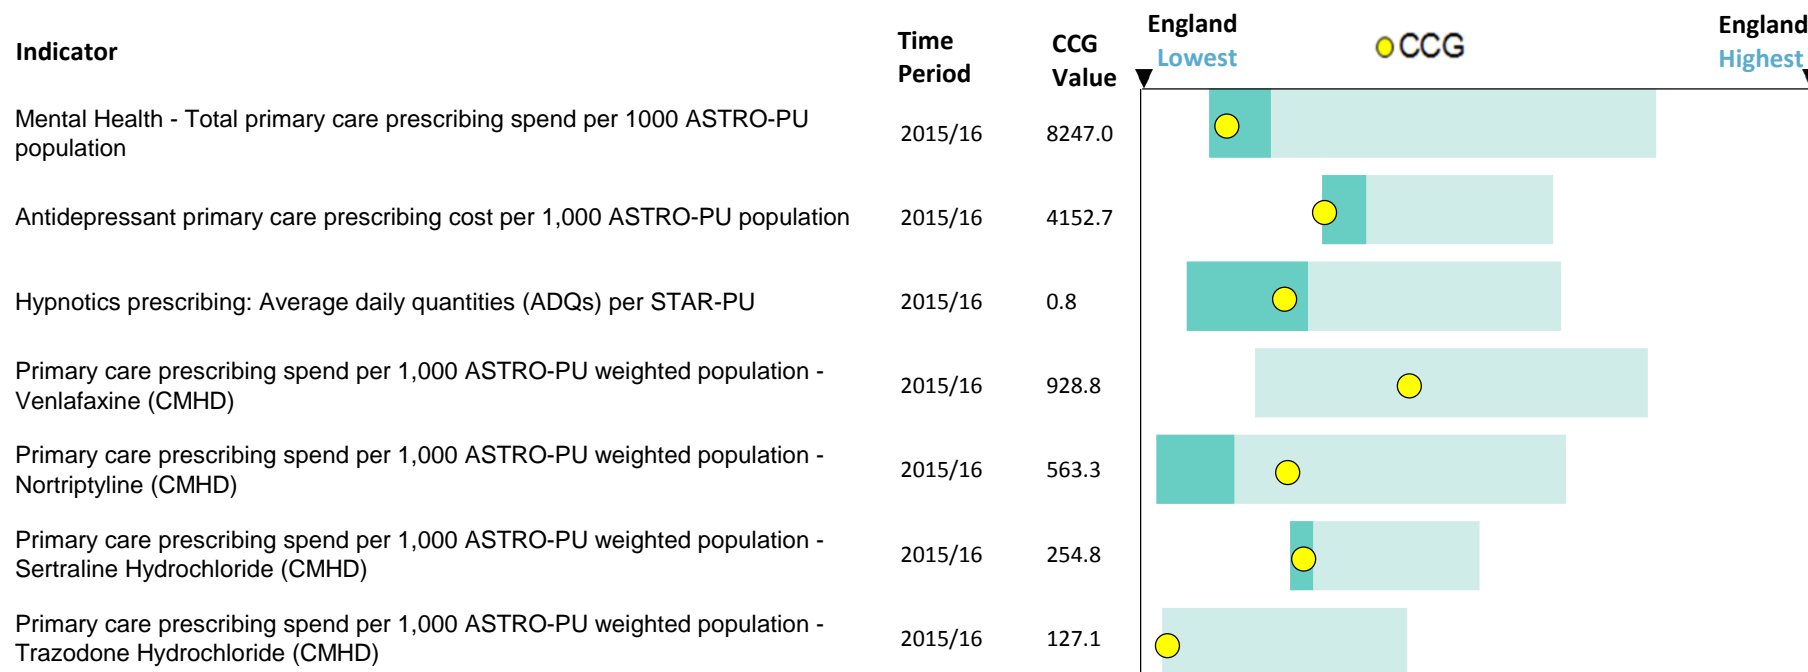 Indicator
Time
Period
CCG
Value
England
Lowest
CCG
England
Highest
Mental Health - Total primary care prescribing spend per 1000 ASTRO-PU
population
2015/16
8247.0
Antidepressant primary care prescribing cost per 1,000 ASTRO-PU population
2015/16
4152.7
Hypnotics prescribing: Average daily quantities (ADQs) per STAR-PU
2015/16
0.8
Primary care prescribing spend per 1,000 ASTRO-PU weighted population -
Venlafaxine (CMHD)
2015/16
928.8
Primary care prescribing spend per 1,000 ASTRO-PU weighted population -
Nortriptyline (CMHD)
2015/16
563.3
Primary care prescribing spend per 1,000 ASTRO-PU weighted population -
Sertraline Hydrochloride (CMHD)
2015/16
254.8
Primary care prescribing spend per 1,000 ASTRO-PU weighted population -
Trazodone Hydrochloride (CMHD)
2015/16
127.1